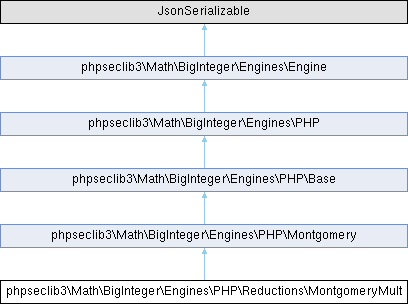 JsonSerializable
phpseclib3\Math\BigInteger\Engines\Engine
phpseclib3\Math\BigInteger\Engines\PHP
phpseclib3\Math\BigInteger\Engines\PHP\Base
phpseclib3\Math\BigInteger\Engines\PHP\Montgomery
phpseclib3\Math\BigInteger\Engines\PHP\Reductions\MontgomeryMult